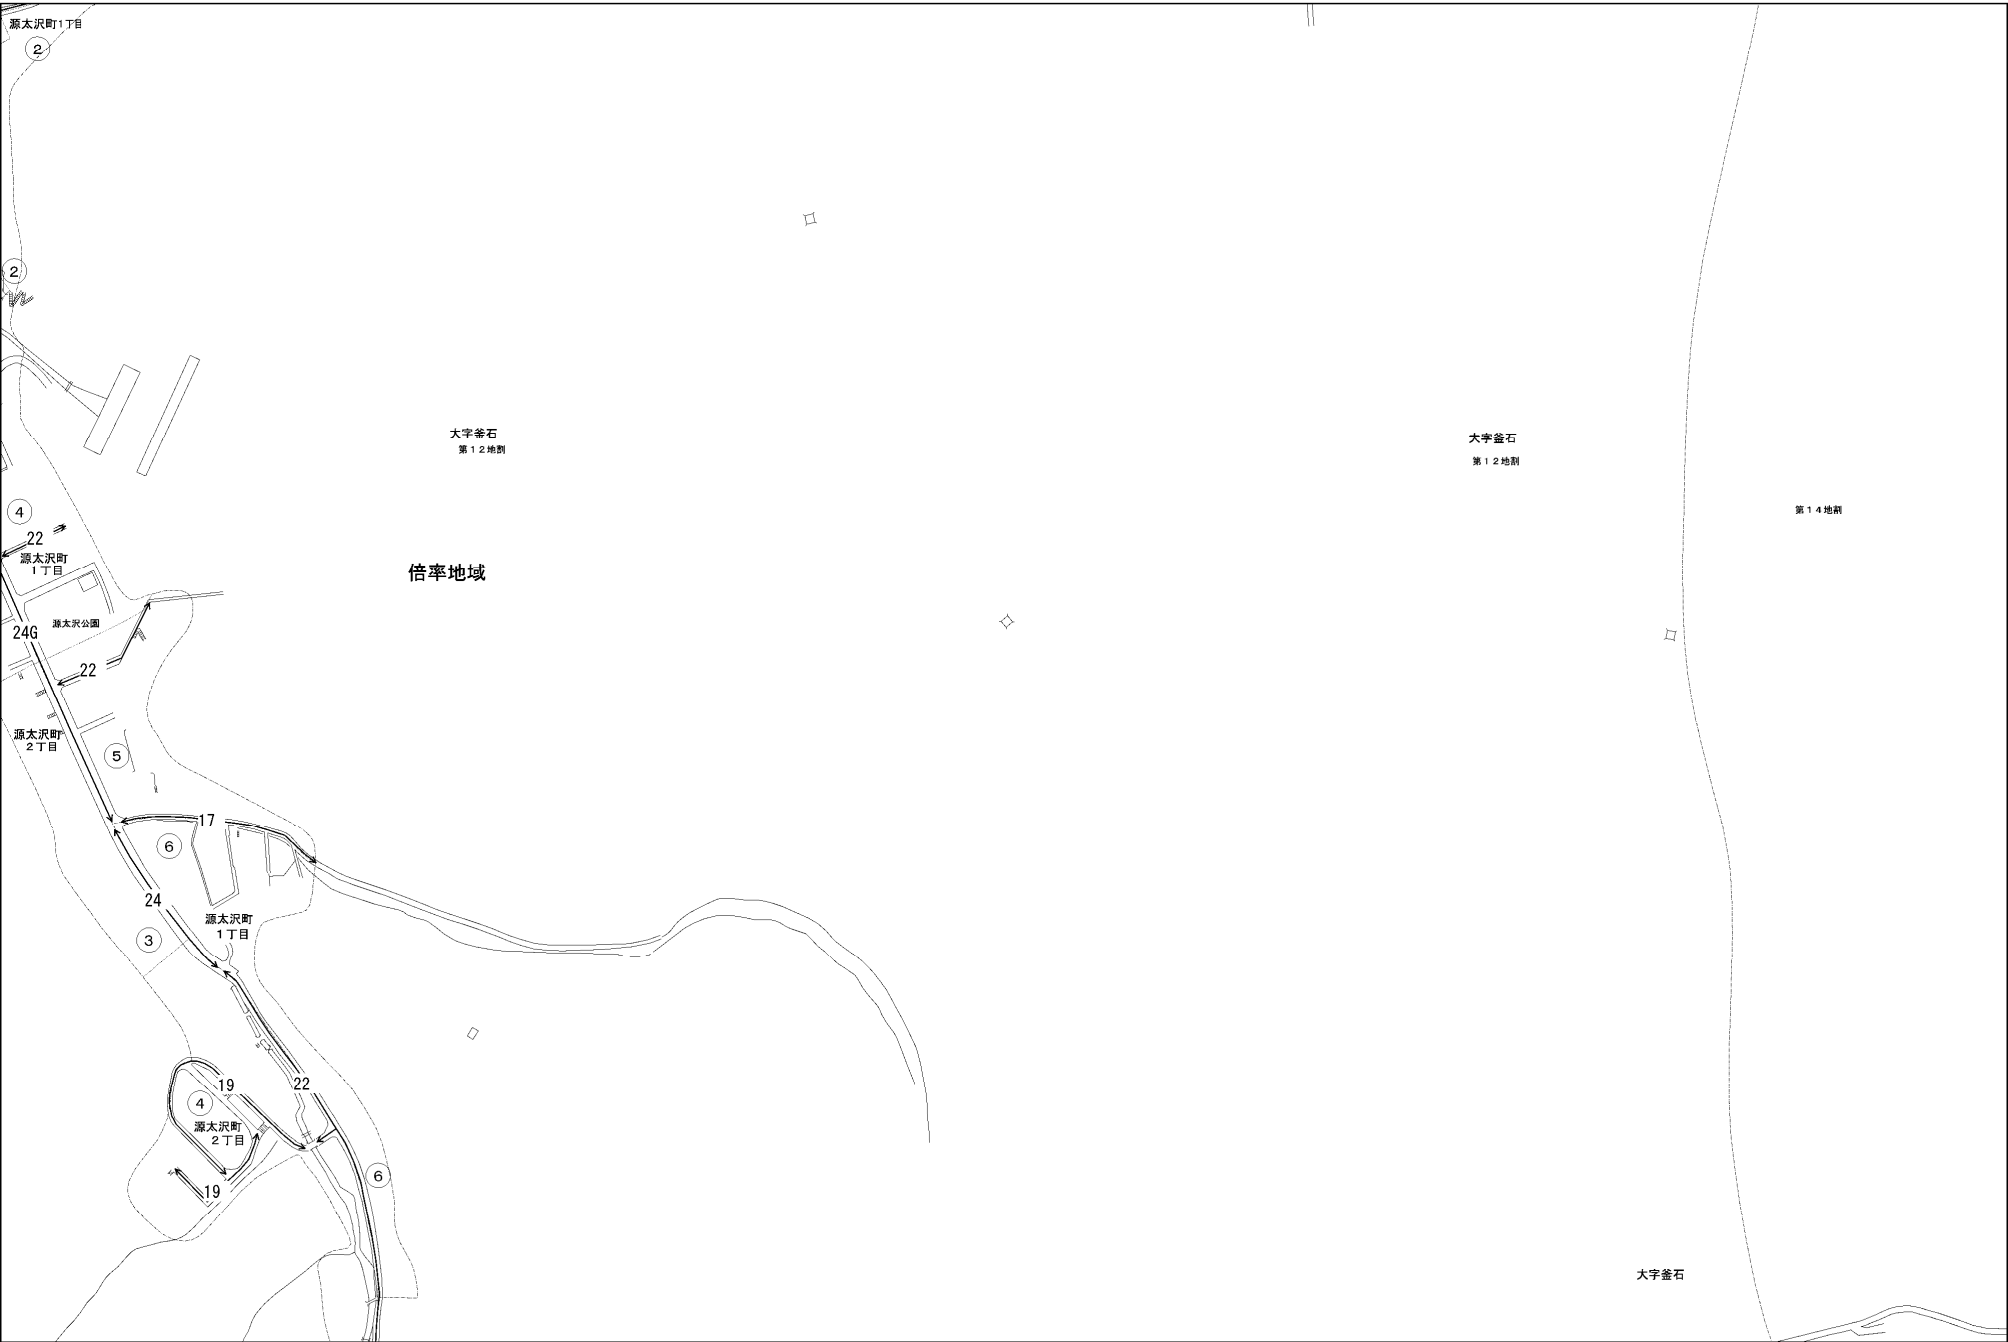 源太沢町1丁目
2
2
大字釜石
第12地割
大字釜石
第12地割
4
第14地割
22
源太沢町
1丁目
倍率地域
源太沢公園
24G
22
源太沢町
2丁目
5
17
6
24
源太沢町
1丁目
3
19
22
4
源太沢町
2丁目
6
19
大字釜石